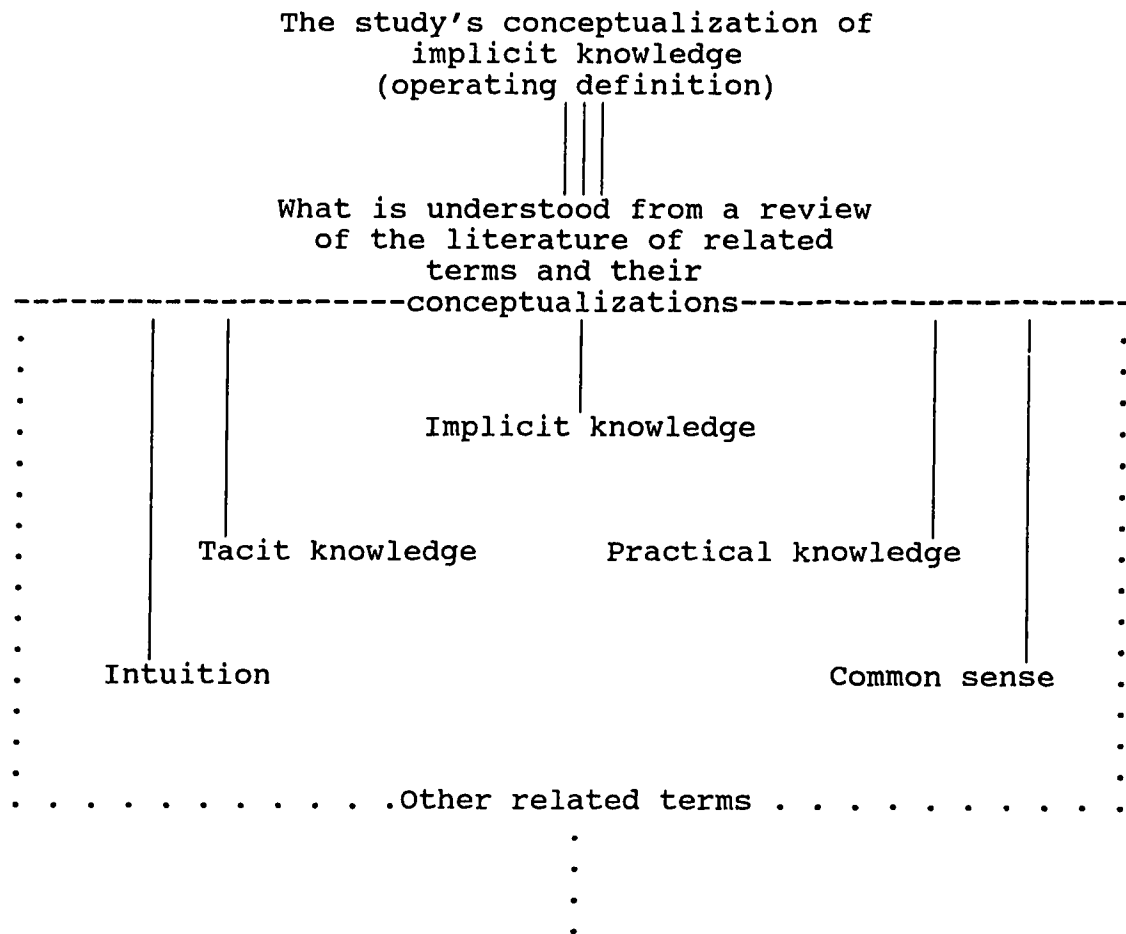 The study's conceptualization of
implicit knowledge
(operating definition)
What is understood from a review
of the literature of related
terms and their
conceptualizations
Implicit knowledge
Tacit knowledge
Practical knowledge
Intuition
Common sense
Other related terms